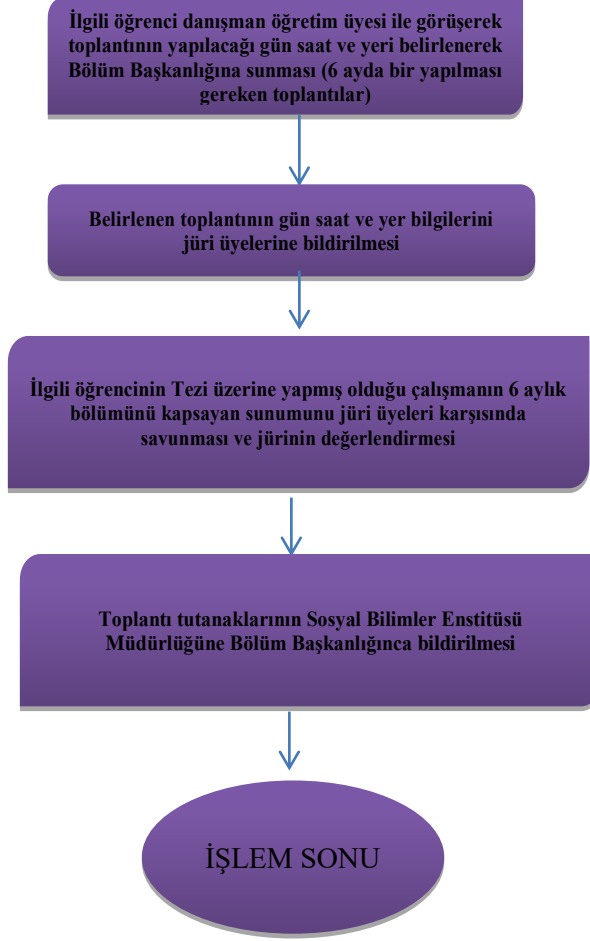 İlgili öğrenci danışman öğretim üyesi ile görüşerek
toplantının yapılacağı gün saat ve yeri belirlenerek
Bölüm Başkanlığına sunması (6 ayda bir yapılması
gereken toplantılar)
Belirlenen toplantının gün saat ve yer bilgilerini
jüri üyelerine bildirilmesi
İlgili öğrencinin Tezi üzerine yapmış olduğu çalışmanın 6 aylık
bölümünü kapsayan sunumunu jüri üyeleri karşısında
savunması ve jürinin değerlendirmesi
Toplantı tutanaklarının Sosyal Bilimler Enstitüsü
Müdürlüğüne Bölüm Başkanlığınca bildirilmesi
İŞLEM SONU